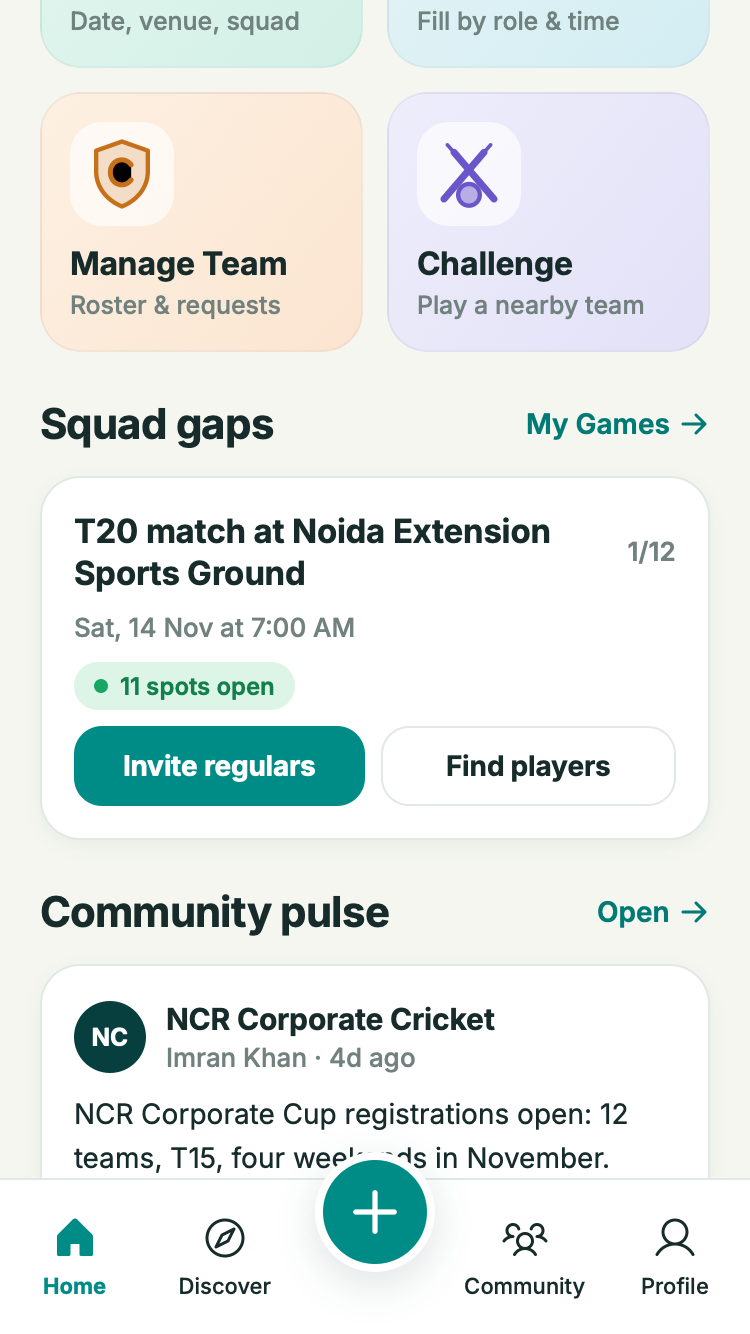 Date, venue, squad
Fill by role & time
Manage Team
Roster & requests
Challenge
Play a nearby team
Squad gaps
My Games →
T20 match at Noida Extension
Sports Ground
1/12
Sat, 14 Nov at 7:00 AM
11 spots open
Invite regulars
Find players
Community pulse
Open →
NC
NCR Corporate Cricket
Imran Khan · 4d ago
NCR Corporate Cup registrations open: 12
teams, T15, four weekends in November.
Home
Discover
Community
Profile